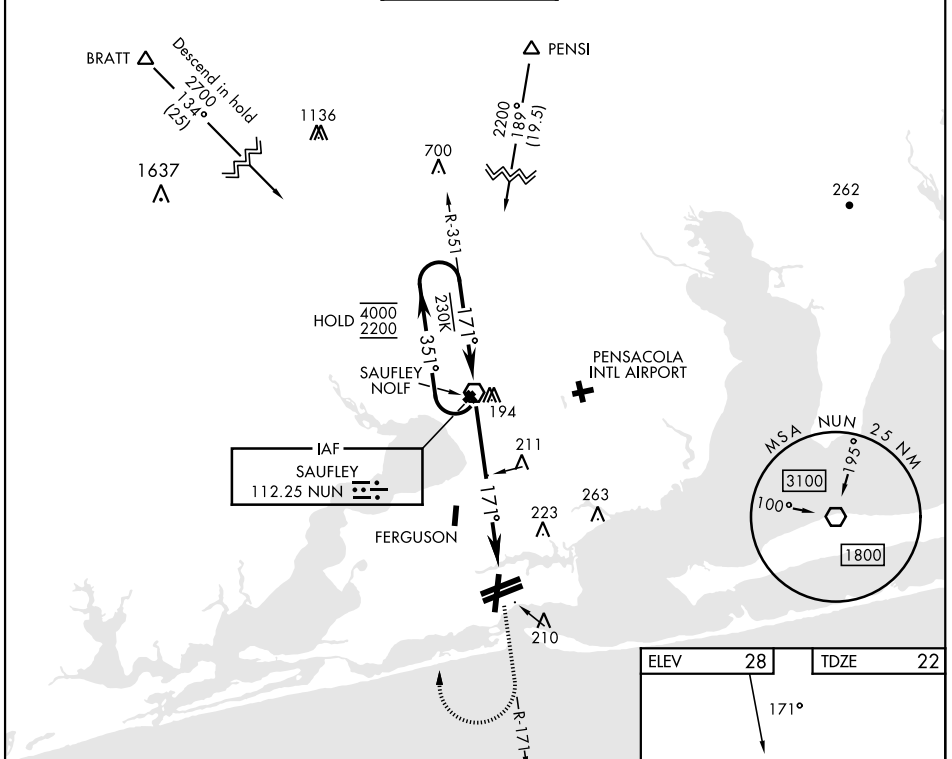 BRATT
Descend in hold
2700
134°
(25)
PENSI
2200
189°
(19.5)
1136
1637
700
262
R-351
HOLD 4000
2200
230K
171°
351°
SAUFLEY
NOLF
PENSACOLA
INTL AIRPORT
194
IAF
SAUFLEY
112.25 NUN
211
171°
FERGUSON
223
263
210
R-171
MSA NUN 25 NM
195°
3100
100°
1800
ELEV 28
TDZE 22
171°